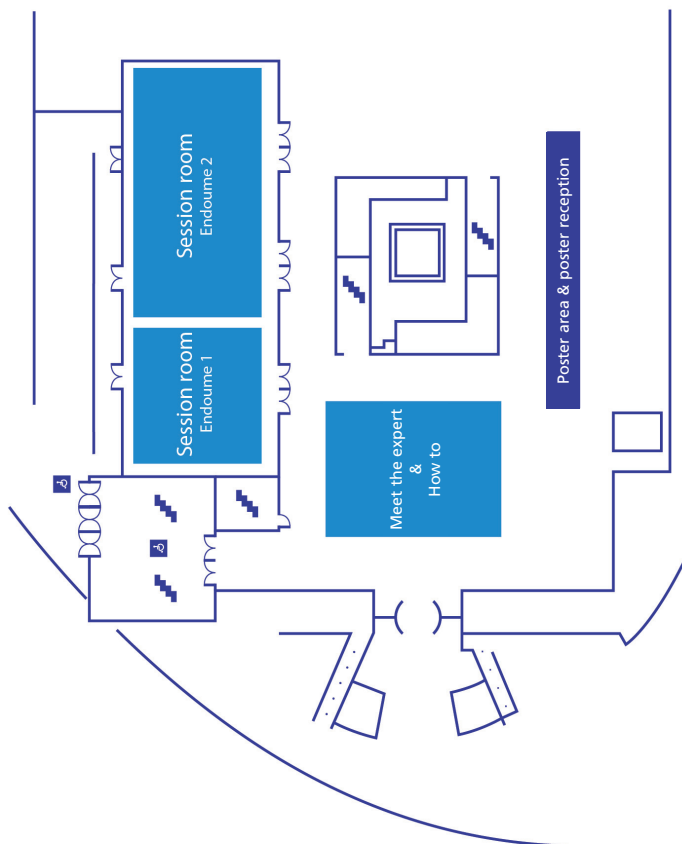 Session room
Endoume 2
Session room
Endoume 1
Meet the expert
&
How to
Poster area & poster reception